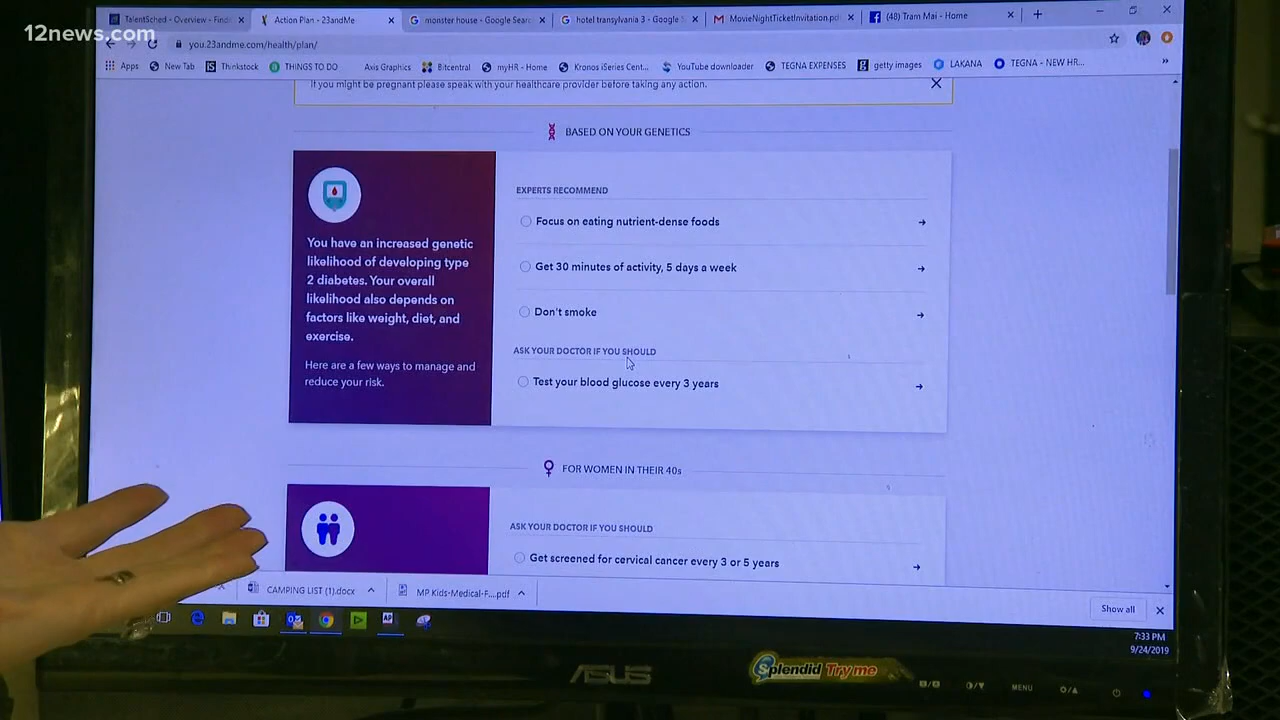 12news.com
TalentSched - Overview - Findi
Action Plan - 23andMe
monster house - Google Searc
hotel transylvania 3 - Google S
MovieNightTicketInvitation.pd
(48) Tram Mai - Home
you.23andme.com/health/plan/
Apps
New Tab
Thinkstock
THINGS TO DO
Axis Graphics
Bitcentral
myHR - Home
Kronos iSeries Cent...
YouTube downloader
TEGNA EXPENSES
getty images
LAKANA
TEGNA - NEW HR...
If you might be pregnant please speak with your healthcare provider before taking any action.
BASED ON YOUR GENETICS
You have an increased genetic
likelihood of developing type
2 diabetes. Your overall
likelihood also depends on
factors like weight, diet, and
exercise.
Here are a few ways to manage and
reduce your risk.
EXPERTS RECOMMEND
Focus on eating nutrient-dense foods
Get 30 minutes of activity, 5 days a week
Don't smoke
ASK YOUR DOCTOR IF YOU SHOULD
Test your blood glucose every 3 years
FOR WOMEN IN THEIR 40s
ASK YOUR DOCTOR IF YOU SHOULD
Get screened for cervical cancer every 3 or 5 years
CAMPING LIST (1).docx
MP Kids-Medical-F....pdf
Show all
7:33 PM
9/24/2019
ASUS
Splendid Try me
MENU